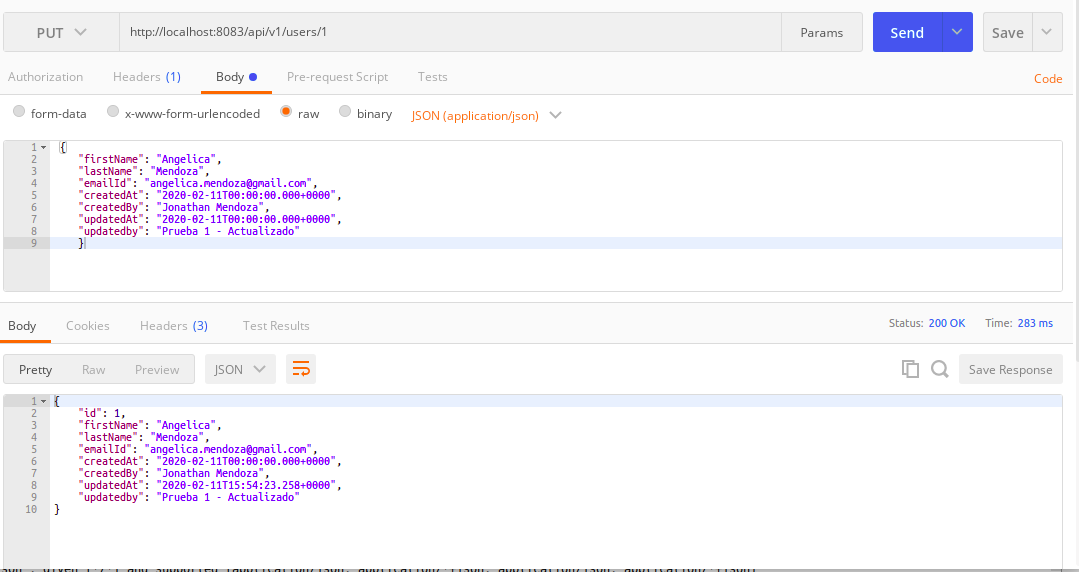 PUT http://localhost:8083/api/v1/users/1 Params Send Save
Authorization Headers (1) Body Pre-request Script Tests Code
form-data x-www-form-urlencoded raw binary JSON (application/json)
1 {
2 "firstName": "Angelica",
3 "lastName": "Mendoza",
4 "emailId": "angelica.mendoza@gmail.com",
5 "createdAt": "2020-02-11T00:00:00.000+0000",
6 "createdBy": "Jonathan Mendoza",
7 "updatedAt": "2020-02-11T00:00:00.000+0000",
8 "updatedby": "Prueba 1 - Actualizado"
9 }
Body Cookies Headers (3) Test Results Status: 200 OK Time: 283 ms
Pretty Raw Preview JSON Save Response
1 {
2 "id": 1,
3 "firstName": "Angelica",
4 "lastName": "Mendoza",
5 "emailId": "angelica.mendoza@gmail.com",
6 "createdAt": "2020-02-11T00:00:00.000+0000",
7 "createdBy": "Jonathan Mendoza",
8 "updatedAt": "2020-02-11T15:54:23.258+0000",
9 "updatedby": "Prueba 1 - Actualizado"
10 }